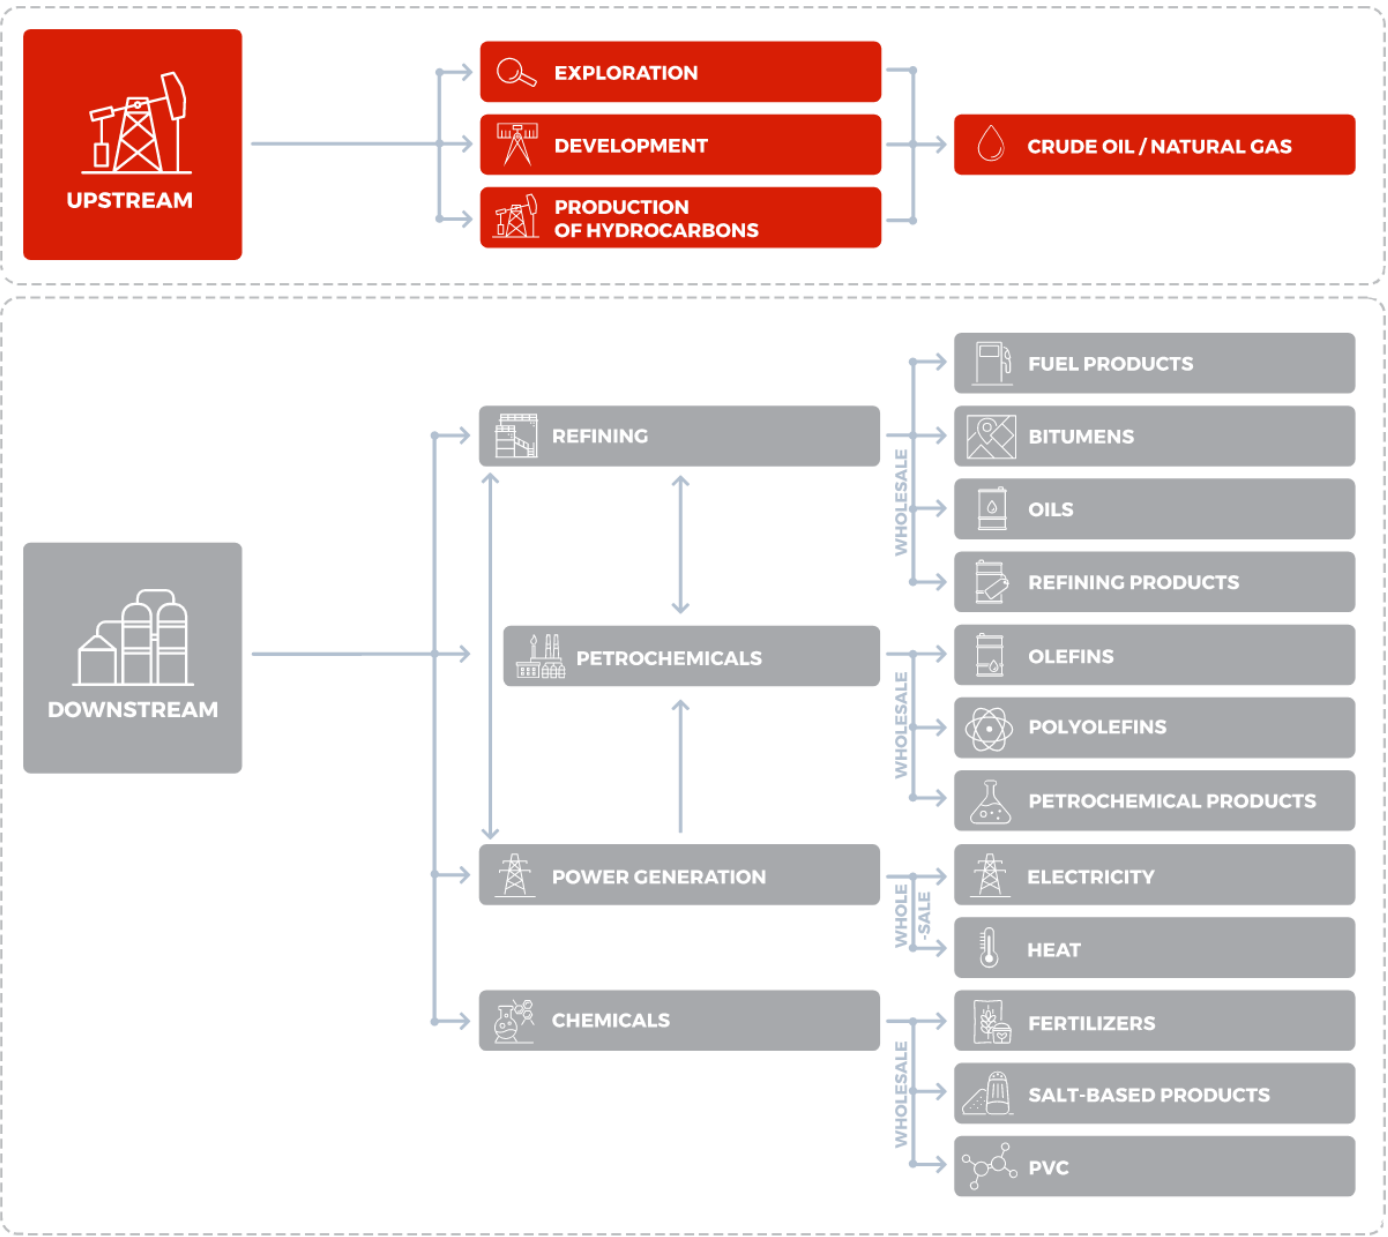 UPSTREAM
EXPLORATION
DEVELOPMENT
PRODUCTION
OF HYDROCARBONS
CRUDE OIL / NATURAL GAS
DOWNSTREAM
REFINING
WHOLESALE
FUEL PRODUCTS
BITUMENS
OILS
REFINING PRODUCTS
PETROCHEMICALS
WHOLESALE
OLEFINS
POLYOLEFINS
PETROCHEMICAL PRODUCTS
POWER GENERATION
WHOLE
-SALE
ELECTRICITY
HEAT
CHEMICALS
WHOLESALE
FERTILIZERS
SALT-BASED PRODUCTS
PVC